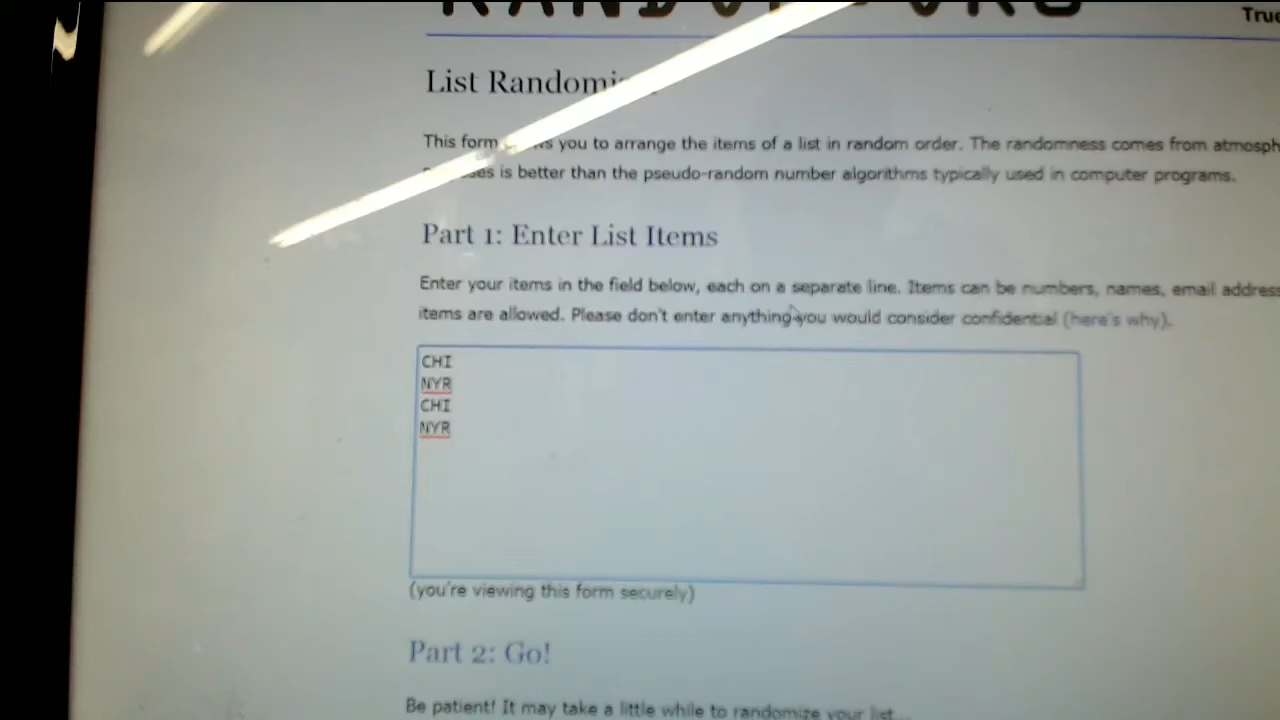 True
List
This form you to arrange the items of a list in random order. The randomness comes from
is better than the pseudo-random number algorithms typically used in computer programs.
Part 1: Enter List Items
Enter your items in the field below, each on a separate line. Items can be numbers, names, email
items are allowed. Please don't enter anything you would consider confidential (here's why).
CHI
NYR
CHI
NYR
(you're viewing this form securely)
Part 2: Go!
Be patient! It may take a little while to randomize your list...